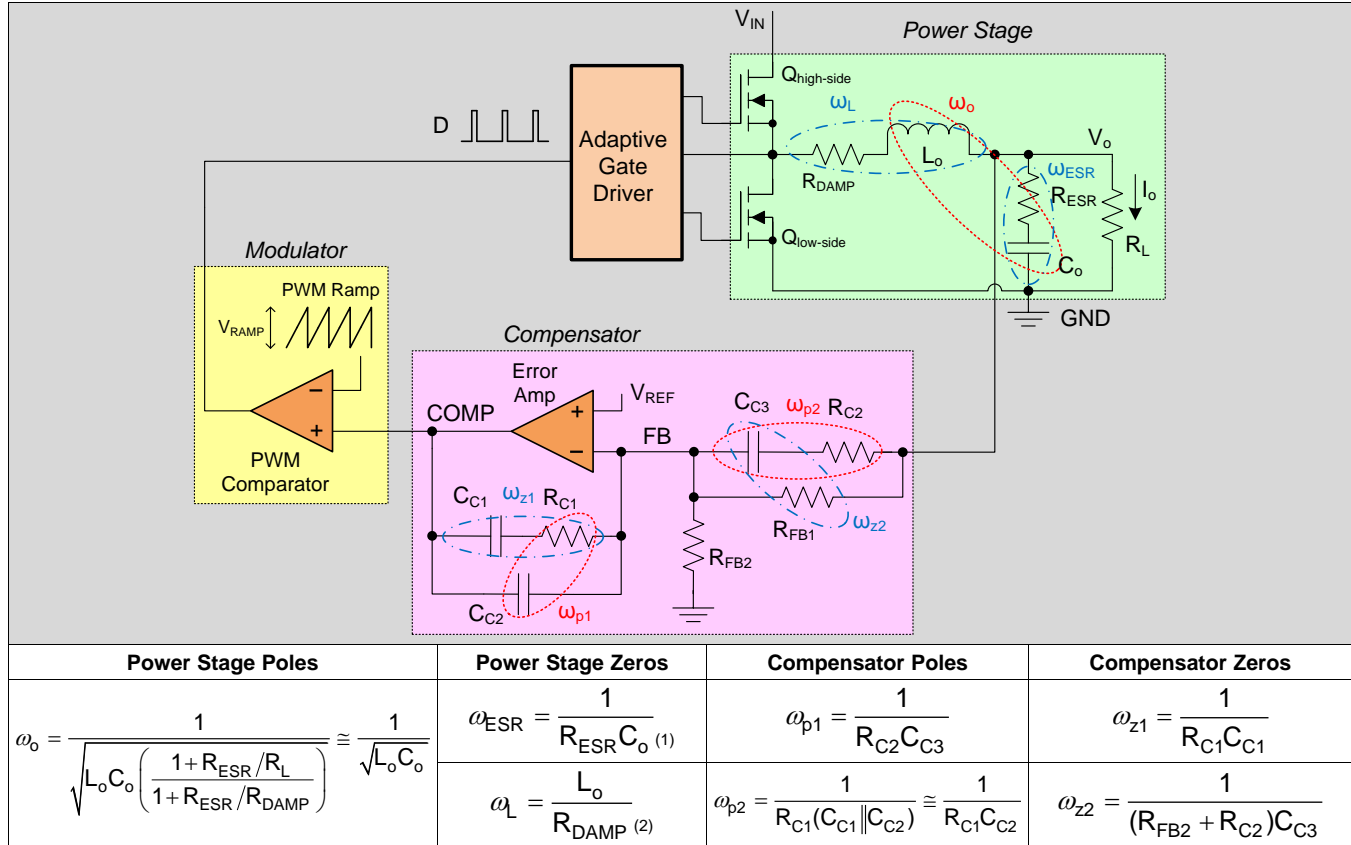 V_IN
Power Stage
Q_high-side
ω_L
ω_o
D
Adaptive
Gate
Driver
V_o
L_o
R_DAMP
ω_ESR
R_ESR
I_o
R_L
Q_low-side
C_o
GND
Modulator
PWM Ramp
V_RAMP
PWM
Comparator
Compensator
Error
Amp
V_REF
COMP
FB
C_C3
ω_p2
R_C2
C_C1
ω_z1
R_C1
R_FB1
ω_z2
R_FB2
C_C2
ω_p1
Power Stage Poles
Power Stage Zeros
Compensator Poles
Compensator Zeros
ω_o = 1 / √(L_o C_o ((1 + R_ESR/R_L) / (1 + R_ESR/R_DAMP))) ≅ 1 / √(L_o C_o)
ω_ESR = 1 / (R_ESR C_o) (1)
ω_p1 = 1 / (R_C2 C_C3)
ω_z1 = 1 / (R_C1 C_C1)
ω_L = L_o / R_DAMP (2)
ω_p2 = 1 / (R_C1(C_C1‖C_C2)) ≅ 1 / (R_C1 C_C2)
ω_z2 = 1 / ((R_FB2 + R_C2)C_C3)